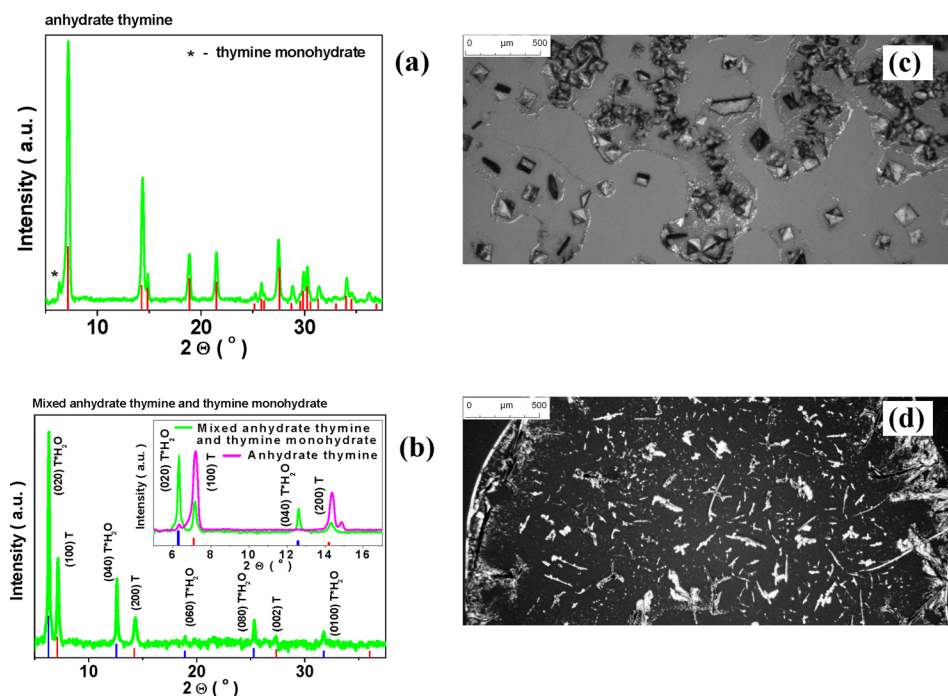 anhydrate thymine
* - thymine monohydrate
(a)
Intensity ( a.u.)
*
10 20 30
2 Θ ( ° )
0 µm 500
(c)
Mixed anhydrate thymine and thymine monohydrate
(b)
Intensity ( a.u.)
(020) T*H₂O
(100) T
(040) T*H₂O
(200) T
(060) T*H₂O
(080) T*H₂O
(002) T
(0100) T*H₂O
10 20 30
2 Θ ( ° )
Mixed anhydrate thymine
and thymine monohydrate
Anhydrate thymine
Intensity ( a.u.)
(020) T*H₂O
(100) T
(040) T*H₂O
(200) T
6 8 10 12 14 16
2 Θ ( ° )
0 µm 500
(d)